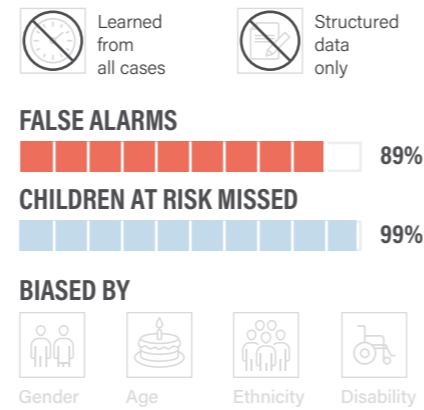 Learned
from
all cases
Structured
data
only
FALSE ALARMS
89%
CHILDREN AT RISK MISSED
99%
BIASED BY
Gender
Age
Ethnicity
Disability